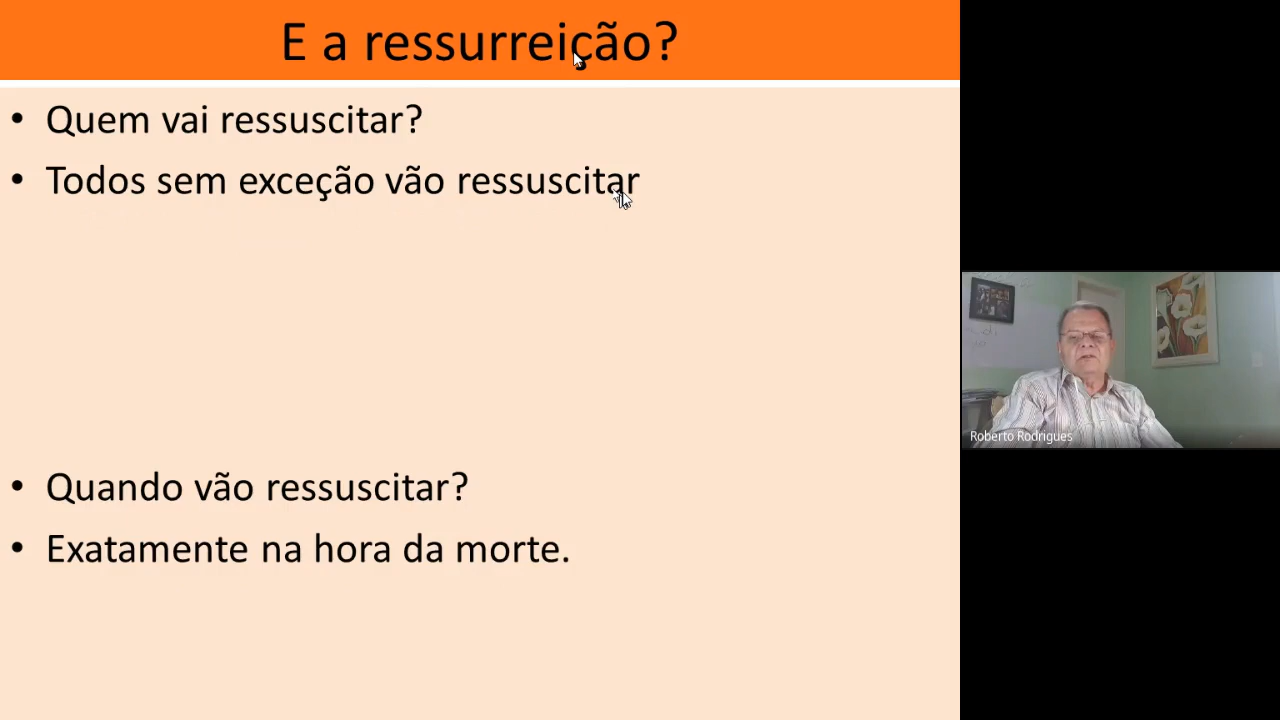 E a ressurreição?
• Quem vai ressuscitar?
• Todos sem exceção vão ressuscitar
• Quando vão ressuscitar?
• Exatamente na hora da morte.
Roberto Rodrigues